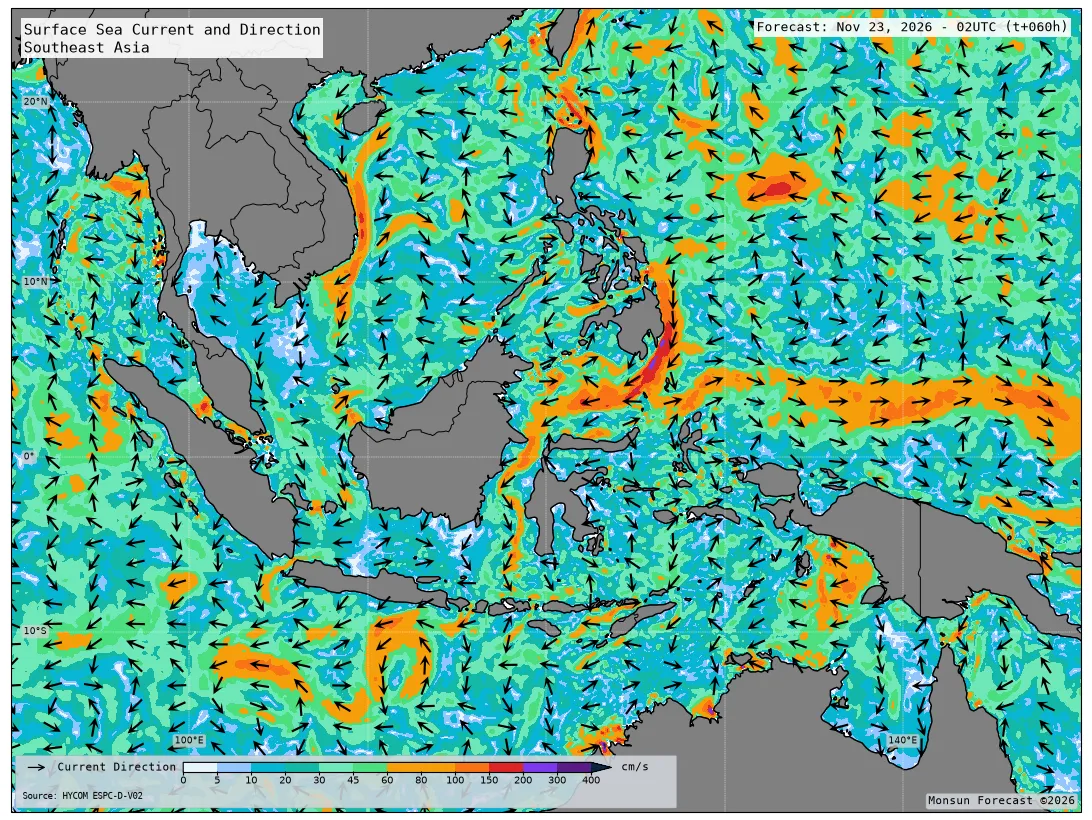 Surface Sea Current and Direction
Southeast Asia
Forecast: Nov 23, 2026 - 02UTC (t+060h)
20°N
10°N
0°
10°S
100°E
140°E
Current Direction
cm/s
0 5 10 20 30 45 60 80 100 150 200 300 400
Source: HYCOM ESPC-D-V02
Monsun Forecast ©2026